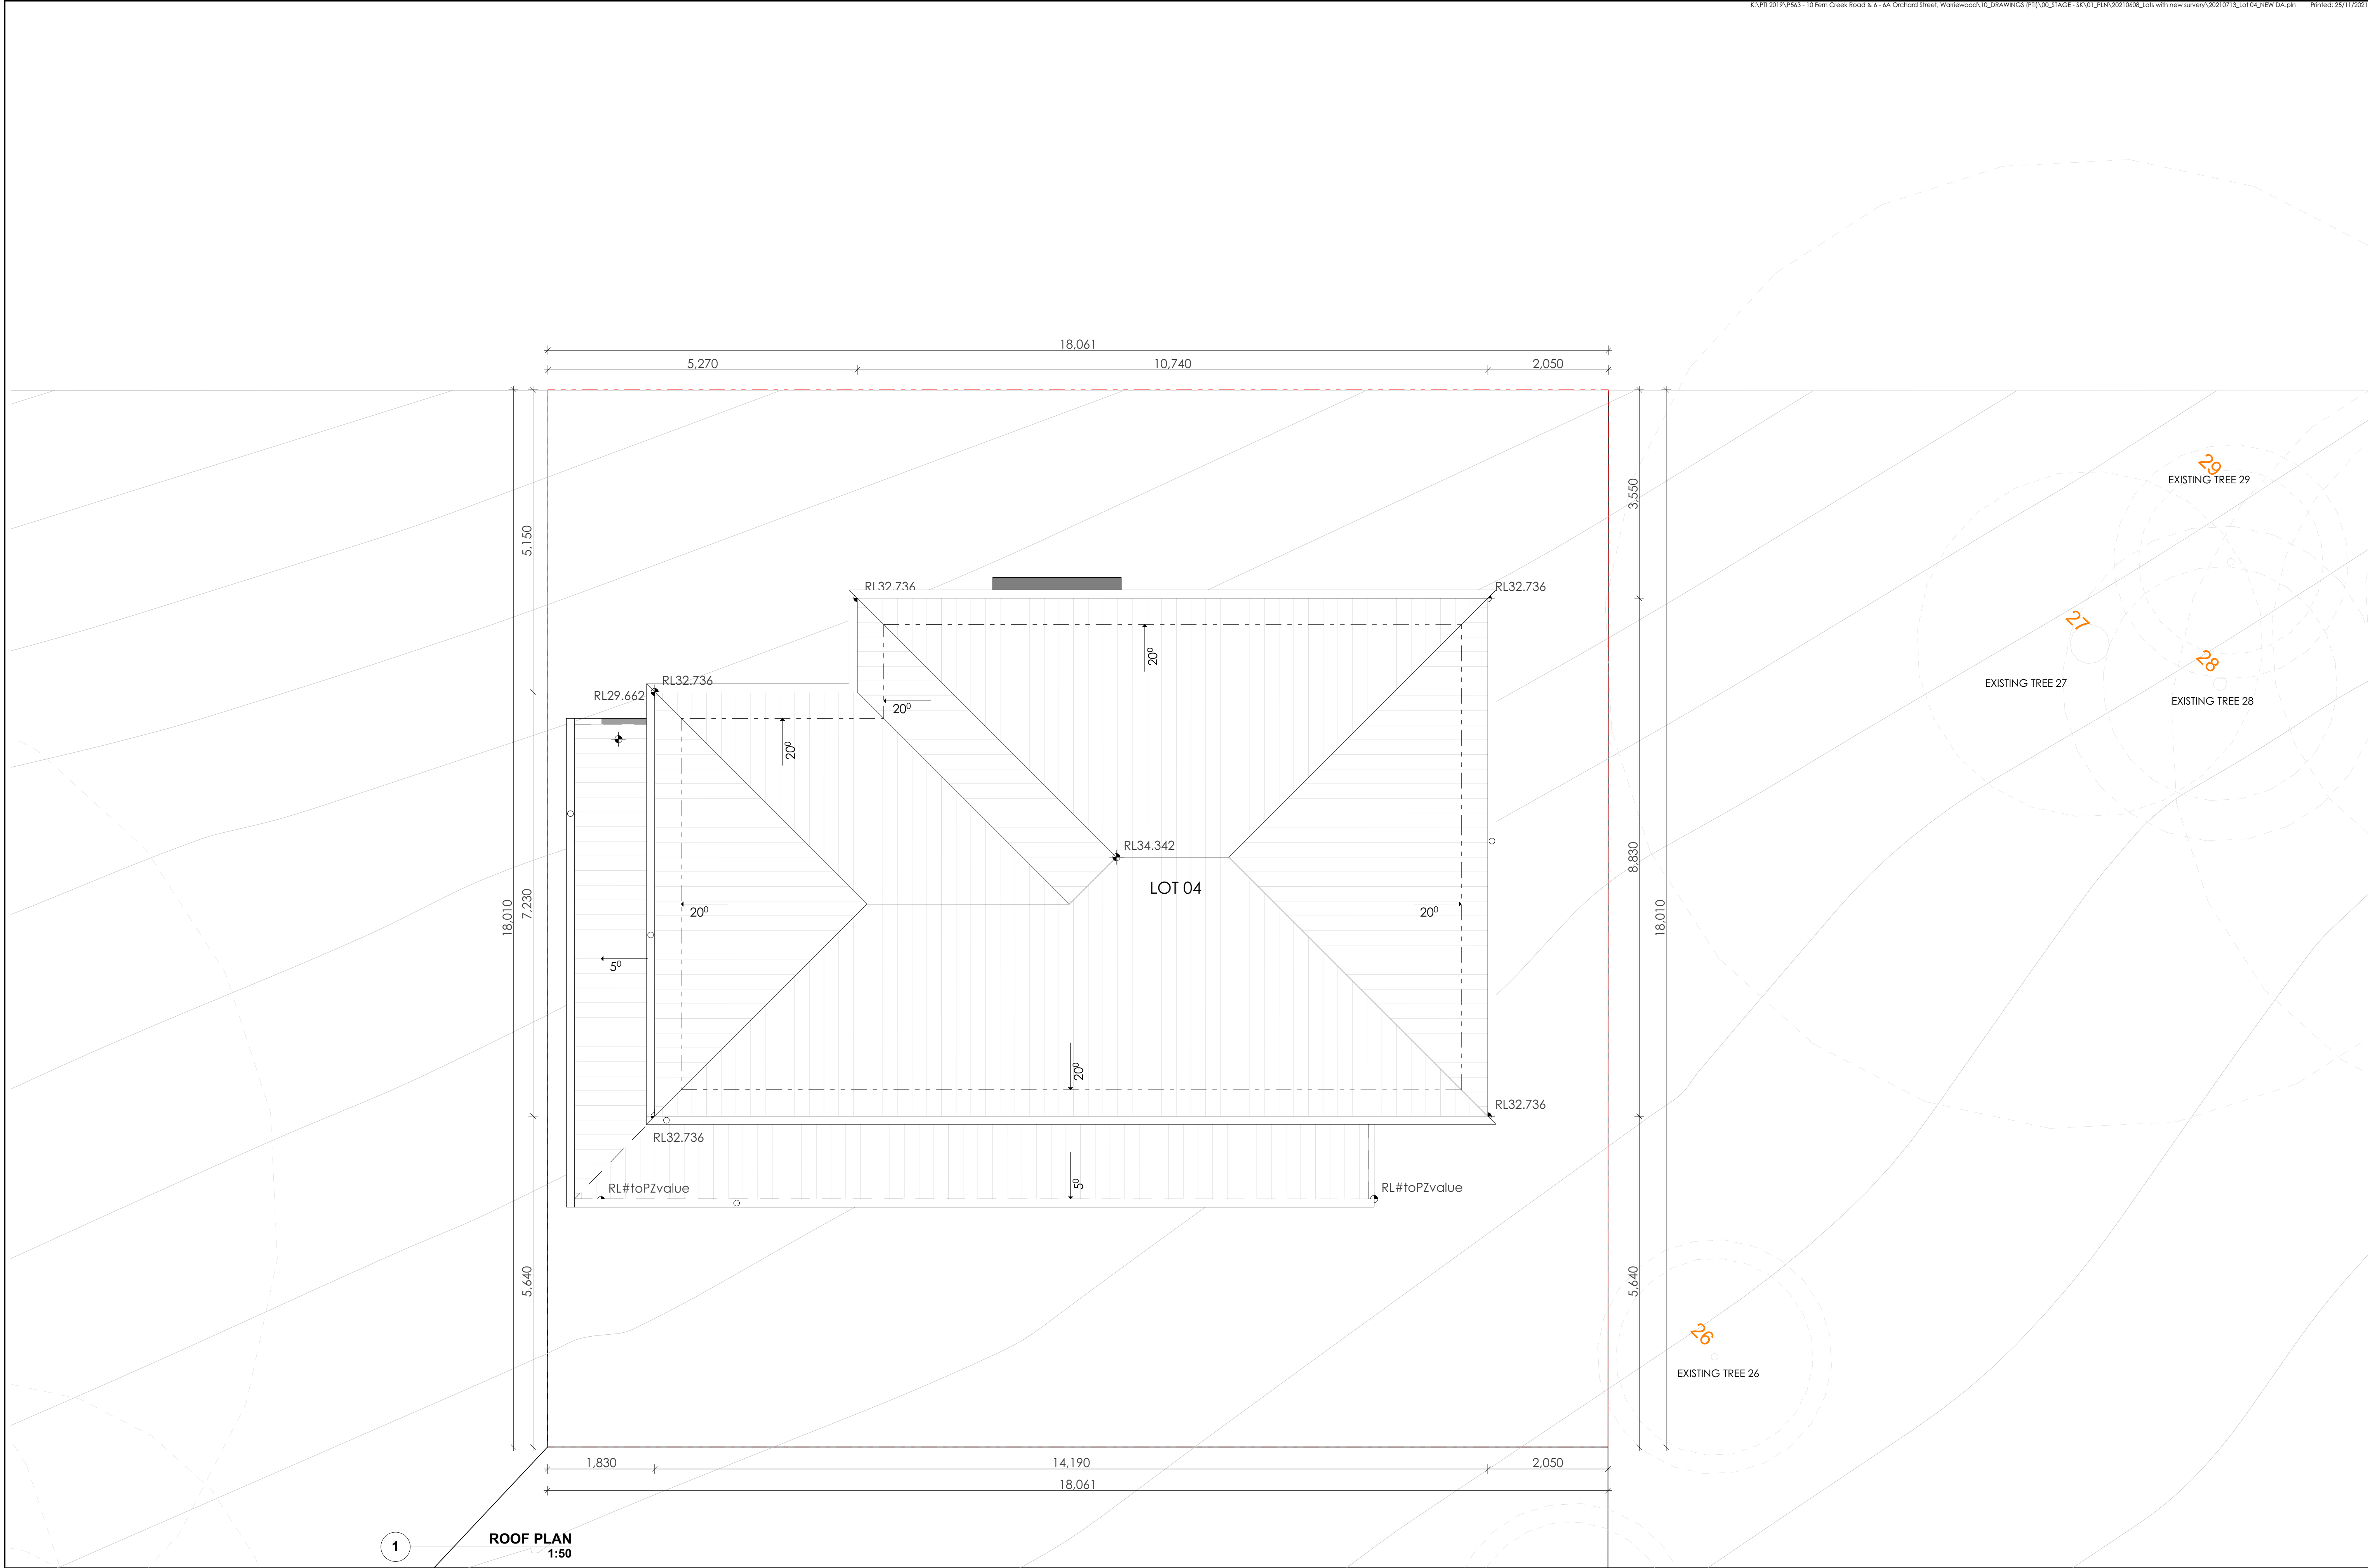 K:\PTI 2019\P563 - 10 Fern Creek Road & 6 - 6A Orchard Street, Warriewood\10_DRAWINGS (PTI)\00_STAGE - SK\01_PLN\20210608_Lots with new survery\20210713_Lot 04_NEW DA.pln Printed: 25/11/2021
18,061
5,270 10,740 2,050
29
EXISTING TREE 29
3,550
5,150
RL32.736 RL32.736
27
20⁰
28
RL32.736
EXISTING TREE 27
RL29.662
EXISTING TREE 28
20⁰
20⁰
RL34.342
8,830
LOT 04
7,230
18,010
20⁰
20⁰
18,010
5⁰
20⁰
RL32.736
RL32.736
5⁰
RL#toPZvalue
RL#toPZvalue
5,640
5,640
26
EXISTING TREE 26
1,830 14,190 2,050
18,061
1
ROOF PLAN
1:50